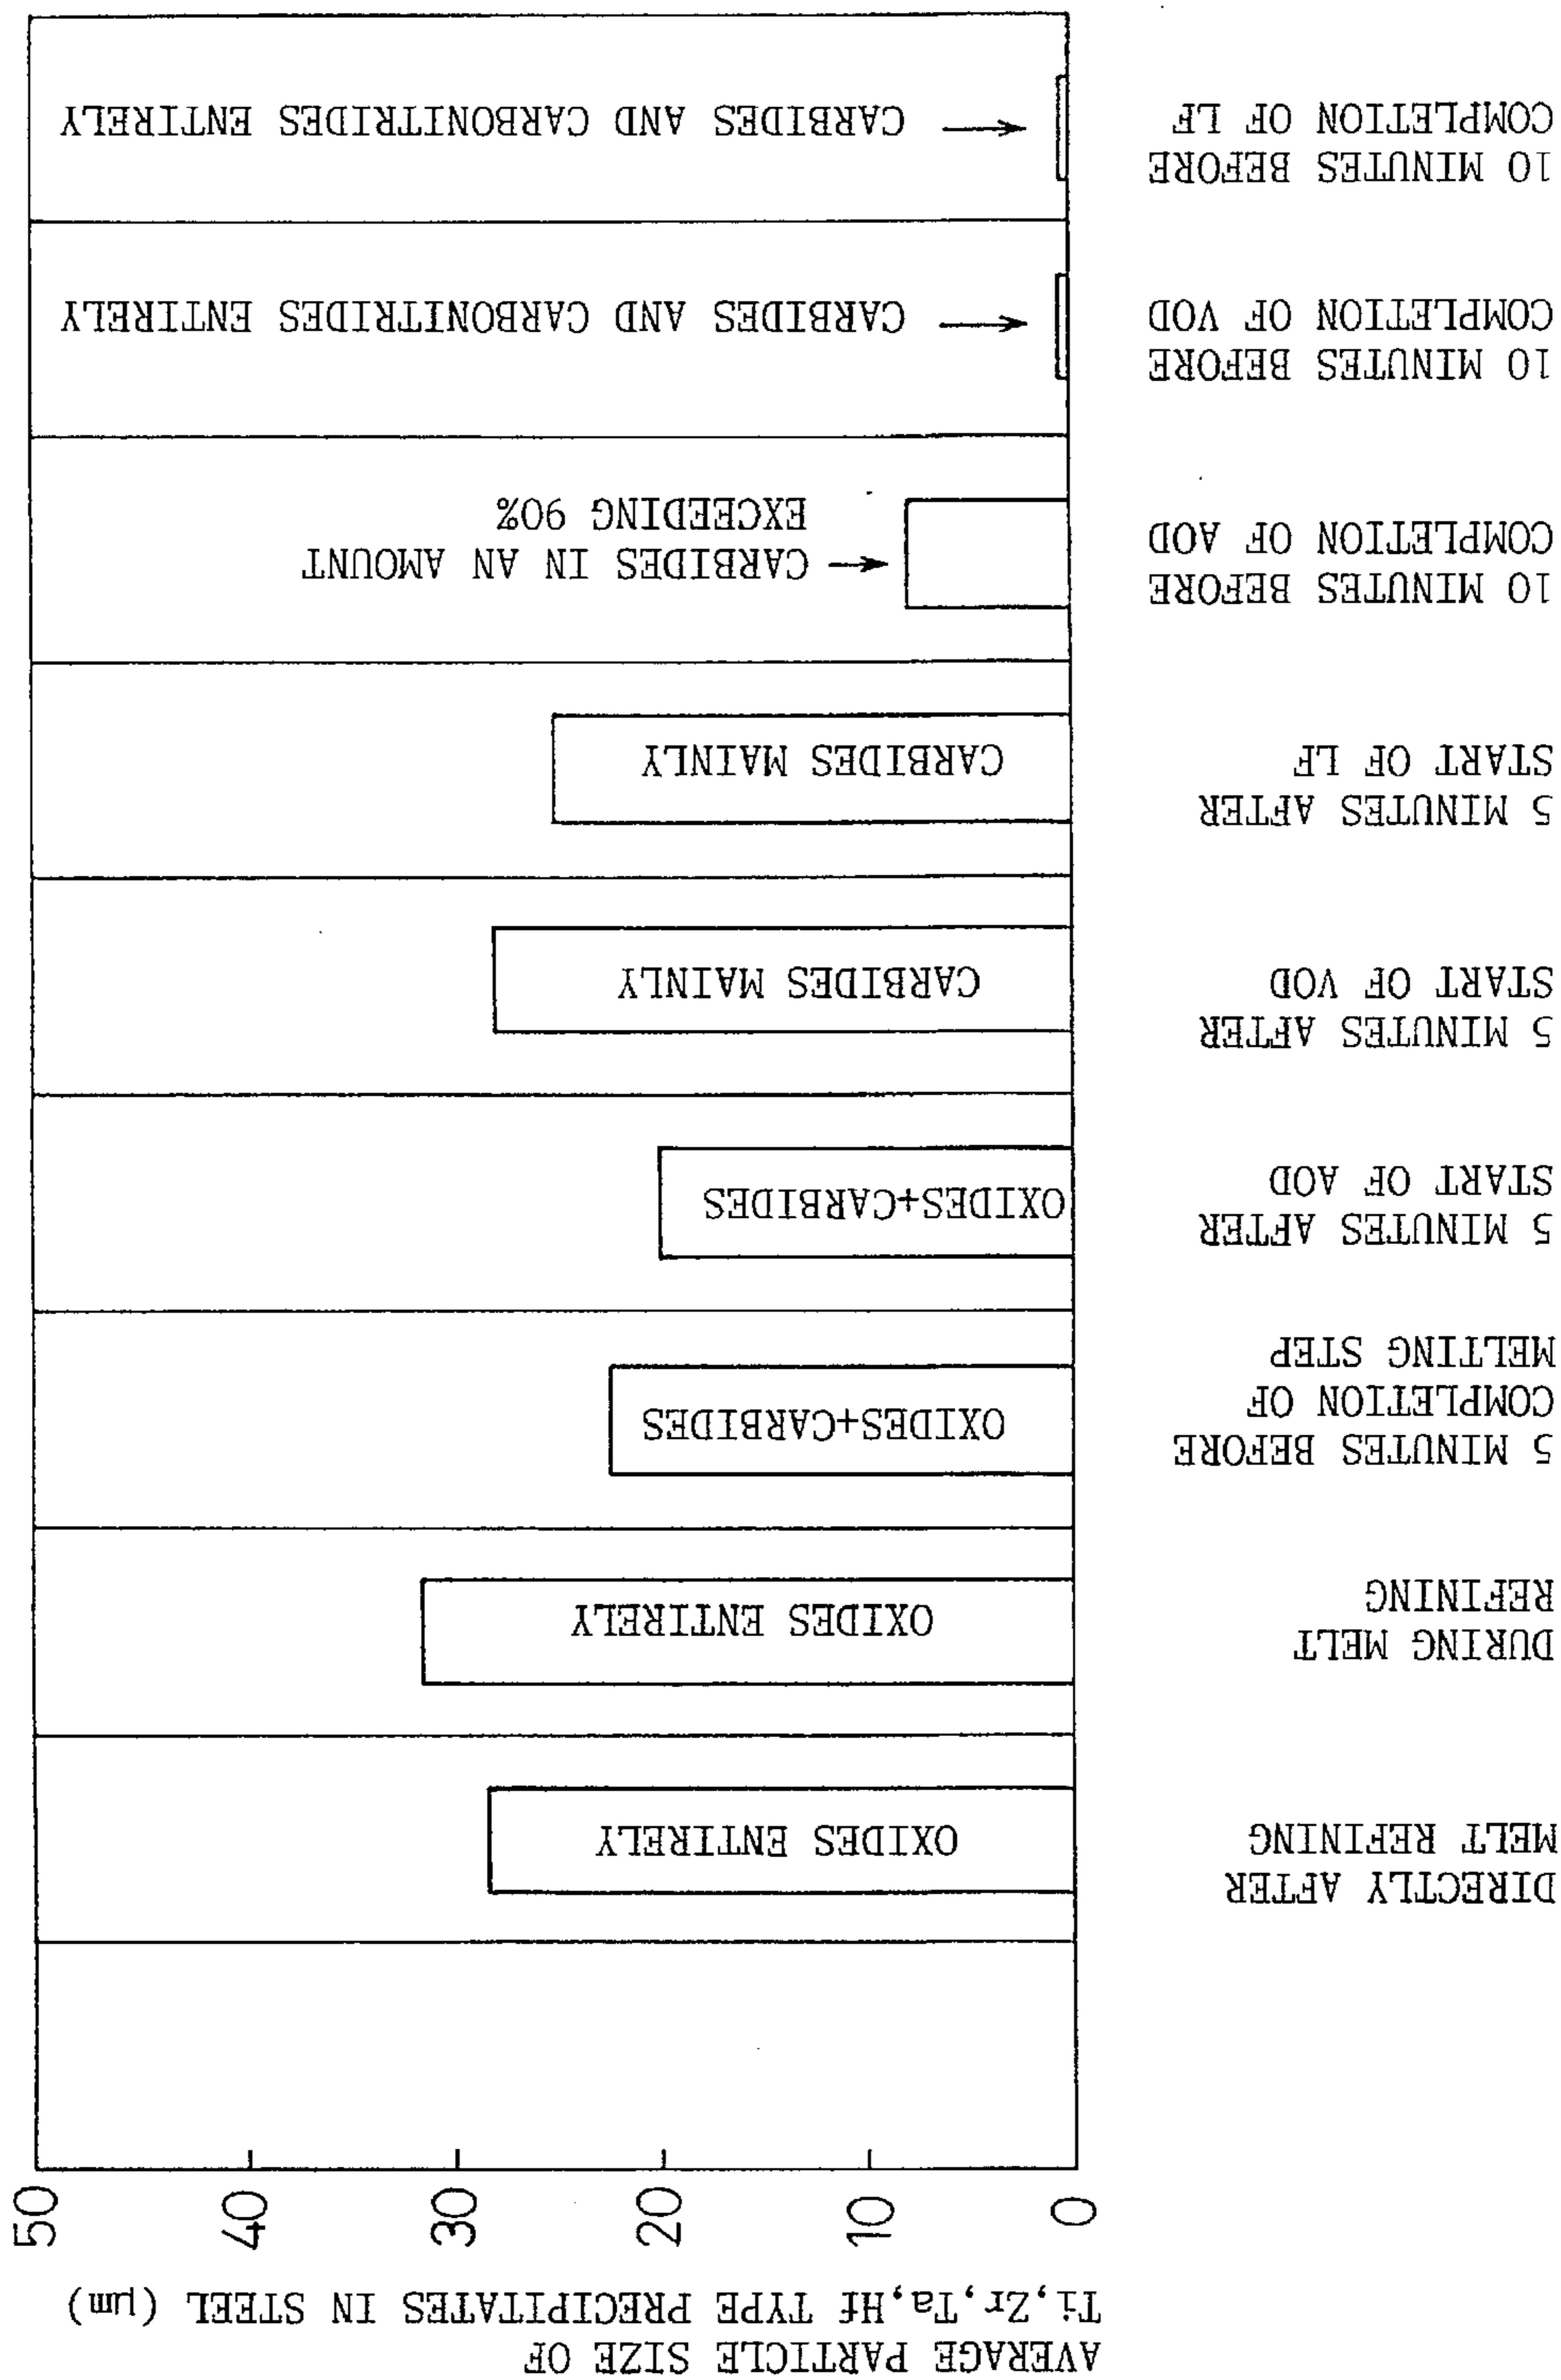 AVERAGE PARTICLE SIZE OF
Ti,Zr,Ta,Hf TYPE PRECIPITATES IN STEEL (µm)
0
10
20
30
40
50
DIRECTLY AFTER
MELT REFINING
OXIDES ENTIRELY
DURING MELT
REFINING
OXIDES ENTIRELY
5 MINUTES BEFORE
COMPLETION OF
MELTING STEP
OXIDES+CARBIDES
5 MINUTES AFTER
START OF AOD
OXIDES+CARBIDES
5 MINUTES AFTER
START OF VOD
CARBIDES MAINLY
5 MINUTES AFTER
START OF LF
CARBIDES MAINLY
10 MINUTES BEFORE
COMPLETION OF AOD
CARBIDES IN AN AMOUNT
EXCEEDING 90%
10 MINUTES BEFORE
COMPLETION OF VOD
CARBIDES AND CARBONITRIDES ENTIRELY
10 MINUTES BEFORE
COMPLETION OF LF
CARBIDES AND CARBONITRIDES ENTIRELY